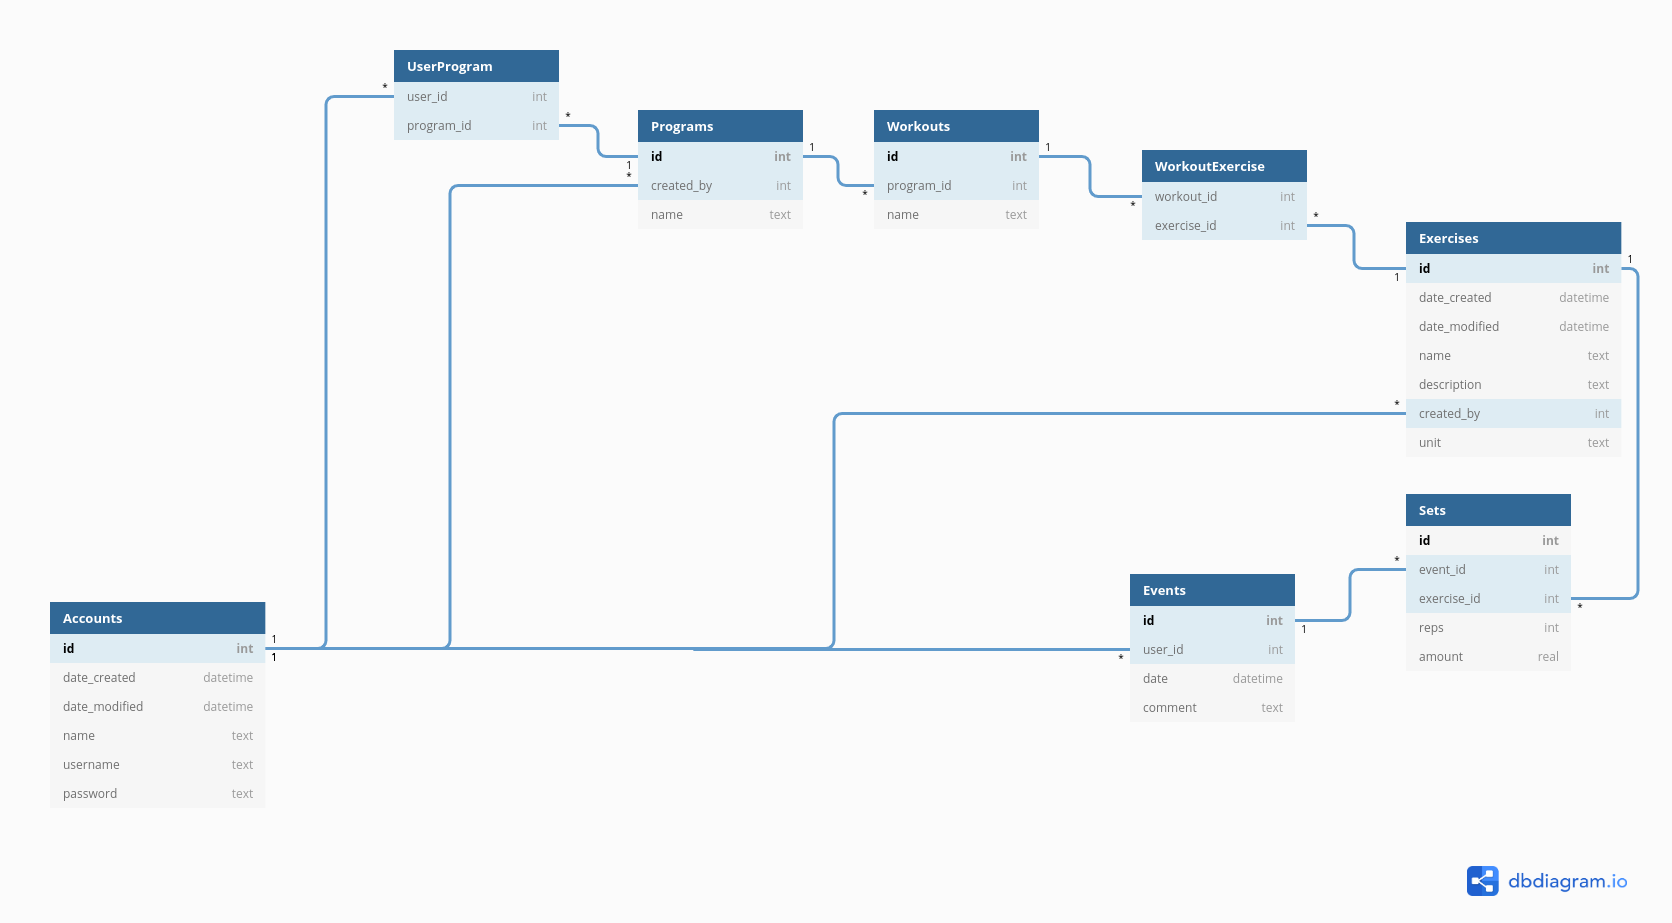 UserProgram
* user_id int
program_id int *
Programs
1 id int 1
* created_by int
name text
Workouts
id int 1
* program_id int
name text
WorkoutExercise
* workout_id int
exercise_id int *
Exercises
1 id int 1
date_created datetime
date_modified datetime
name text
description text
* created_by int
unit text
Sets
id int
* event_id int
exercise_id int *
reps int
amount real
Events
id int 1
* user_id int
date datetime
comment text
Accounts
id int 1
1
date_created datetime
date_modified datetime
name text
username text
password text
dbdiagram.io